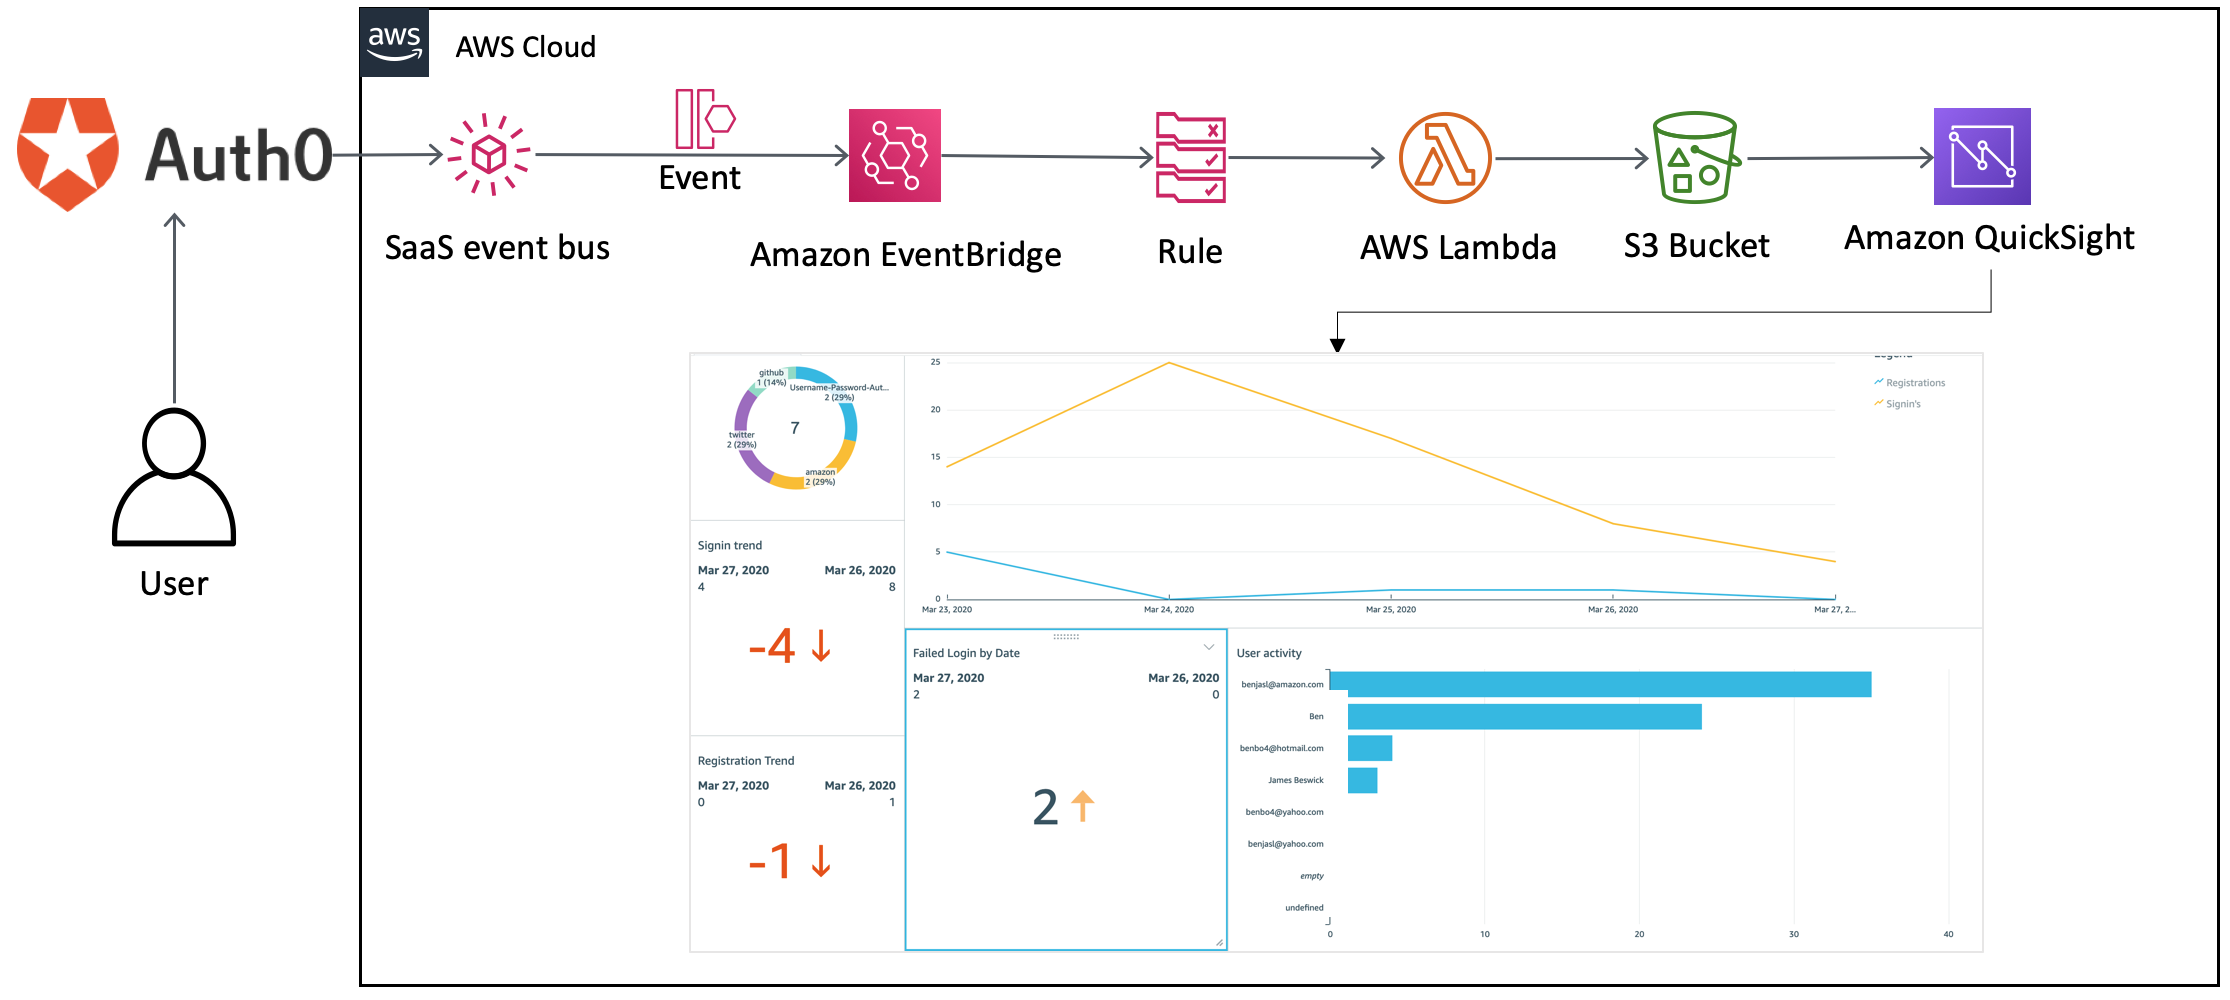 aws
AWS Cloud
Auth0
Event
SaaS event bus
Amazon EventBridge
Rule
AWS Lambda
S3 Bucket
Amazon QuickSight
User
github
1 (14%)
Username-Password-Aut...
2 (29%)
7
twitter
2 (29%)
amazon
2 (29%)
25
20
15
10
5
0
Mar 23, 2020
Mar 24, 2020
Mar 25, 2020
Mar 26, 2020
Mar 27, 2...
Legend
Registrations
Signin's
Signin trend
Mar 27, 2020 Mar 26, 2020
4 8
-4
Registration Trend
Mar 27, 2020 Mar 26, 2020
0 1
-1
Failed Login by Date
Mar 27, 2020 Mar 26, 2020
2 0
2
User activity
benjasl@amazon.com
Ben
benbo4@hotmail.com
James Beswick
benbo4@yahoo.com
benjasl@yahoo.com
empty
undefined
0 10 20 30 40